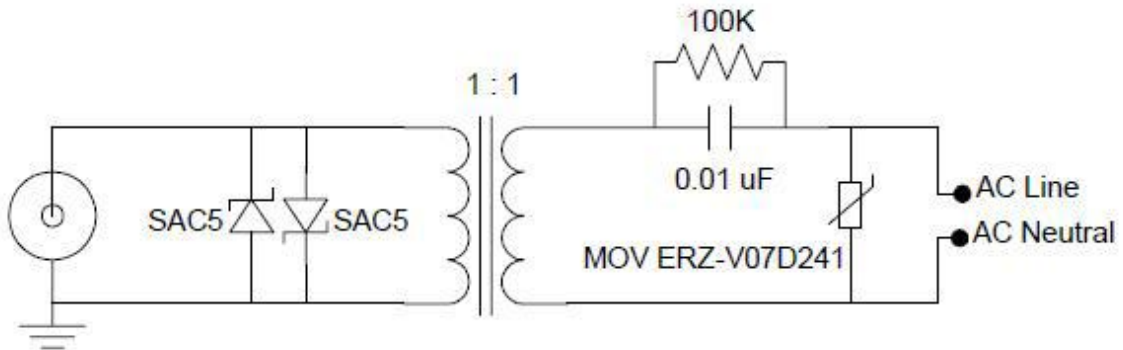 100K
1 : 1
0.01 uF
SAC5
SAC5
AC Line
AC Neutral
MOV ERZ-V07D241